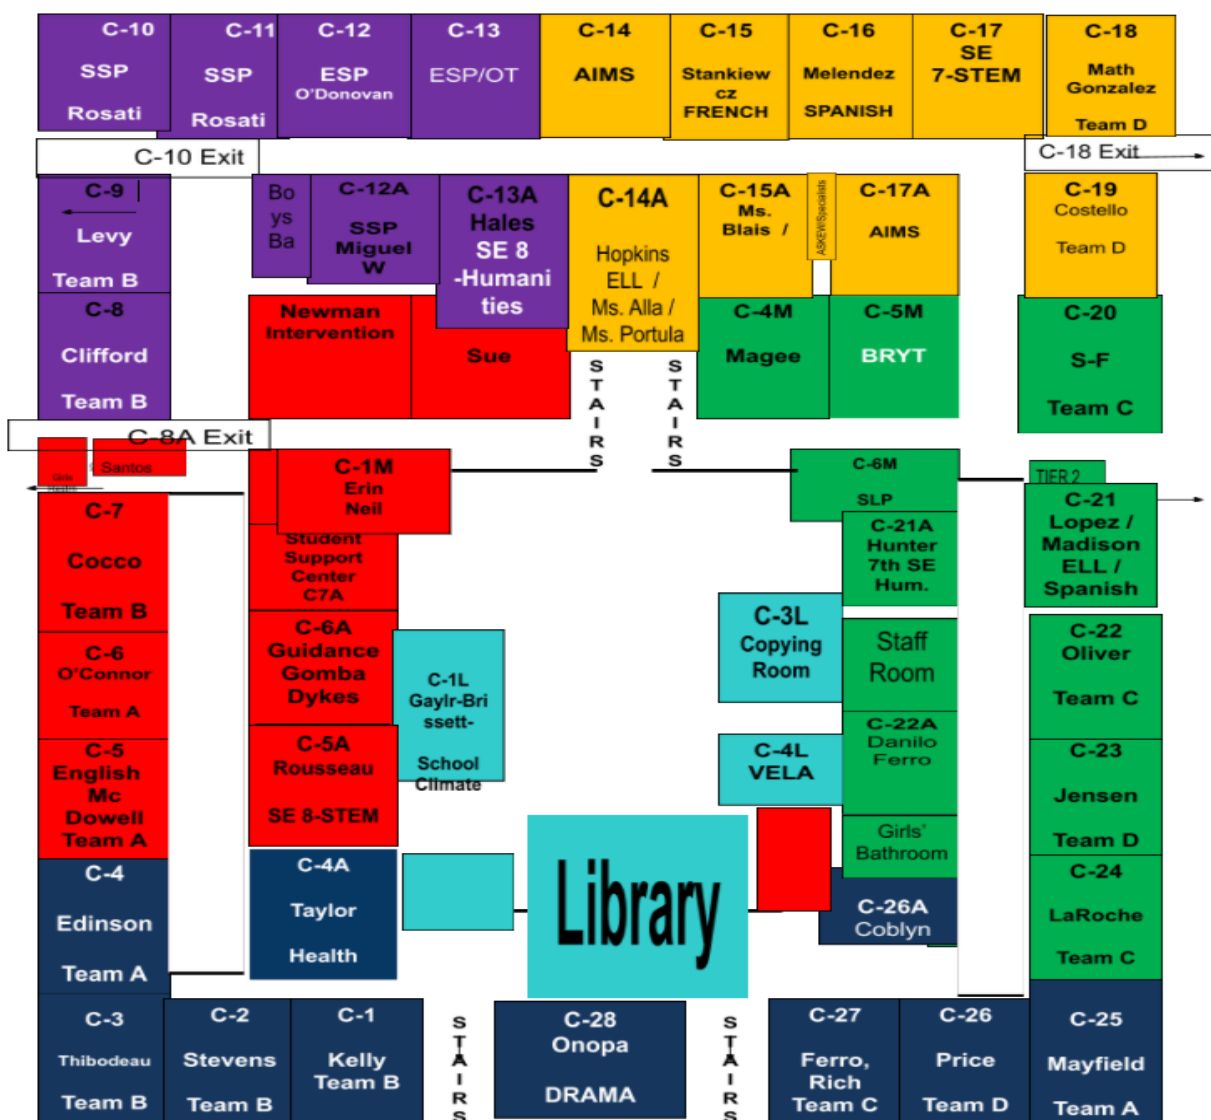 C-10
SSP
Rosati
C-11
SSP
Rosati
C-12
ESP
O'Donovan
C-13
ESP/OT
C-14
AIMS
C-15
Stankiew
cz
FRENCH
C-16
Melendez
SPANISH
C-17
SE
7-STEM
C-18
Math
Gonzalez
Team D
C-10 Exit
C-18 Exit
C-9
Levy
Team B
Bo
ys
Ba
C-12A
SSP
Miguel
W
C-13A
Hales
SE 8
-Humani
ties
C-14A
Hopkins
ELL /
Ms. Alla /
Ms. Portula
C-15A
Ms.
Blais /
ASKEW/Specialists
C-17A
AIMS
C-19
Costello
Team D
C-8
Clifford
Team B
Newman
Intervention
Sue
STAIRS
STAIRS
C-4M
Magee
C-5M
BRYT
C-20
S-F
Team C
C-8A Exit
Girls
Santos
C-1M
Erin
Neil
C-6M
SLP
TIER 2
C-7
Cocco
Team B
Student
Support
Center
C7A
C-21A
Hunter
7th SE
Hum.
C-21
Lopez /
Madison
ELL /
Spanish
C-6
O'Connor
Team A
C-6A
Guidance
Gomba
Dykes
C-1L
Gaylr-Bri
ssett-
School
Climate
C-3L
Copying
Room
Staff
Room
C-22
Oliver
Team C
C-5
English
Mc
Dowell
Team A
C-5A
Rousseau
SE 8-STEM
C-4L
VELA
C-22A
Danilo
Ferro
C-23
Jensen
Team D
Girls'
Bathroom
C-4
Edinson
Team A
C-4A
Taylor
Health
Library
C-26A
Coblyn
C-24
LaRoche
Team C
C-3
Thibodeau
Team B
C-2
Stevens
Team B
C-1
Kelly
Team B
STAIRS
C-28
Onopa
DRAMA
STAIRS
C-27
Ferro,
Rich
Team C
C-26
Price
Team D
C-25
Mayfield
Team A